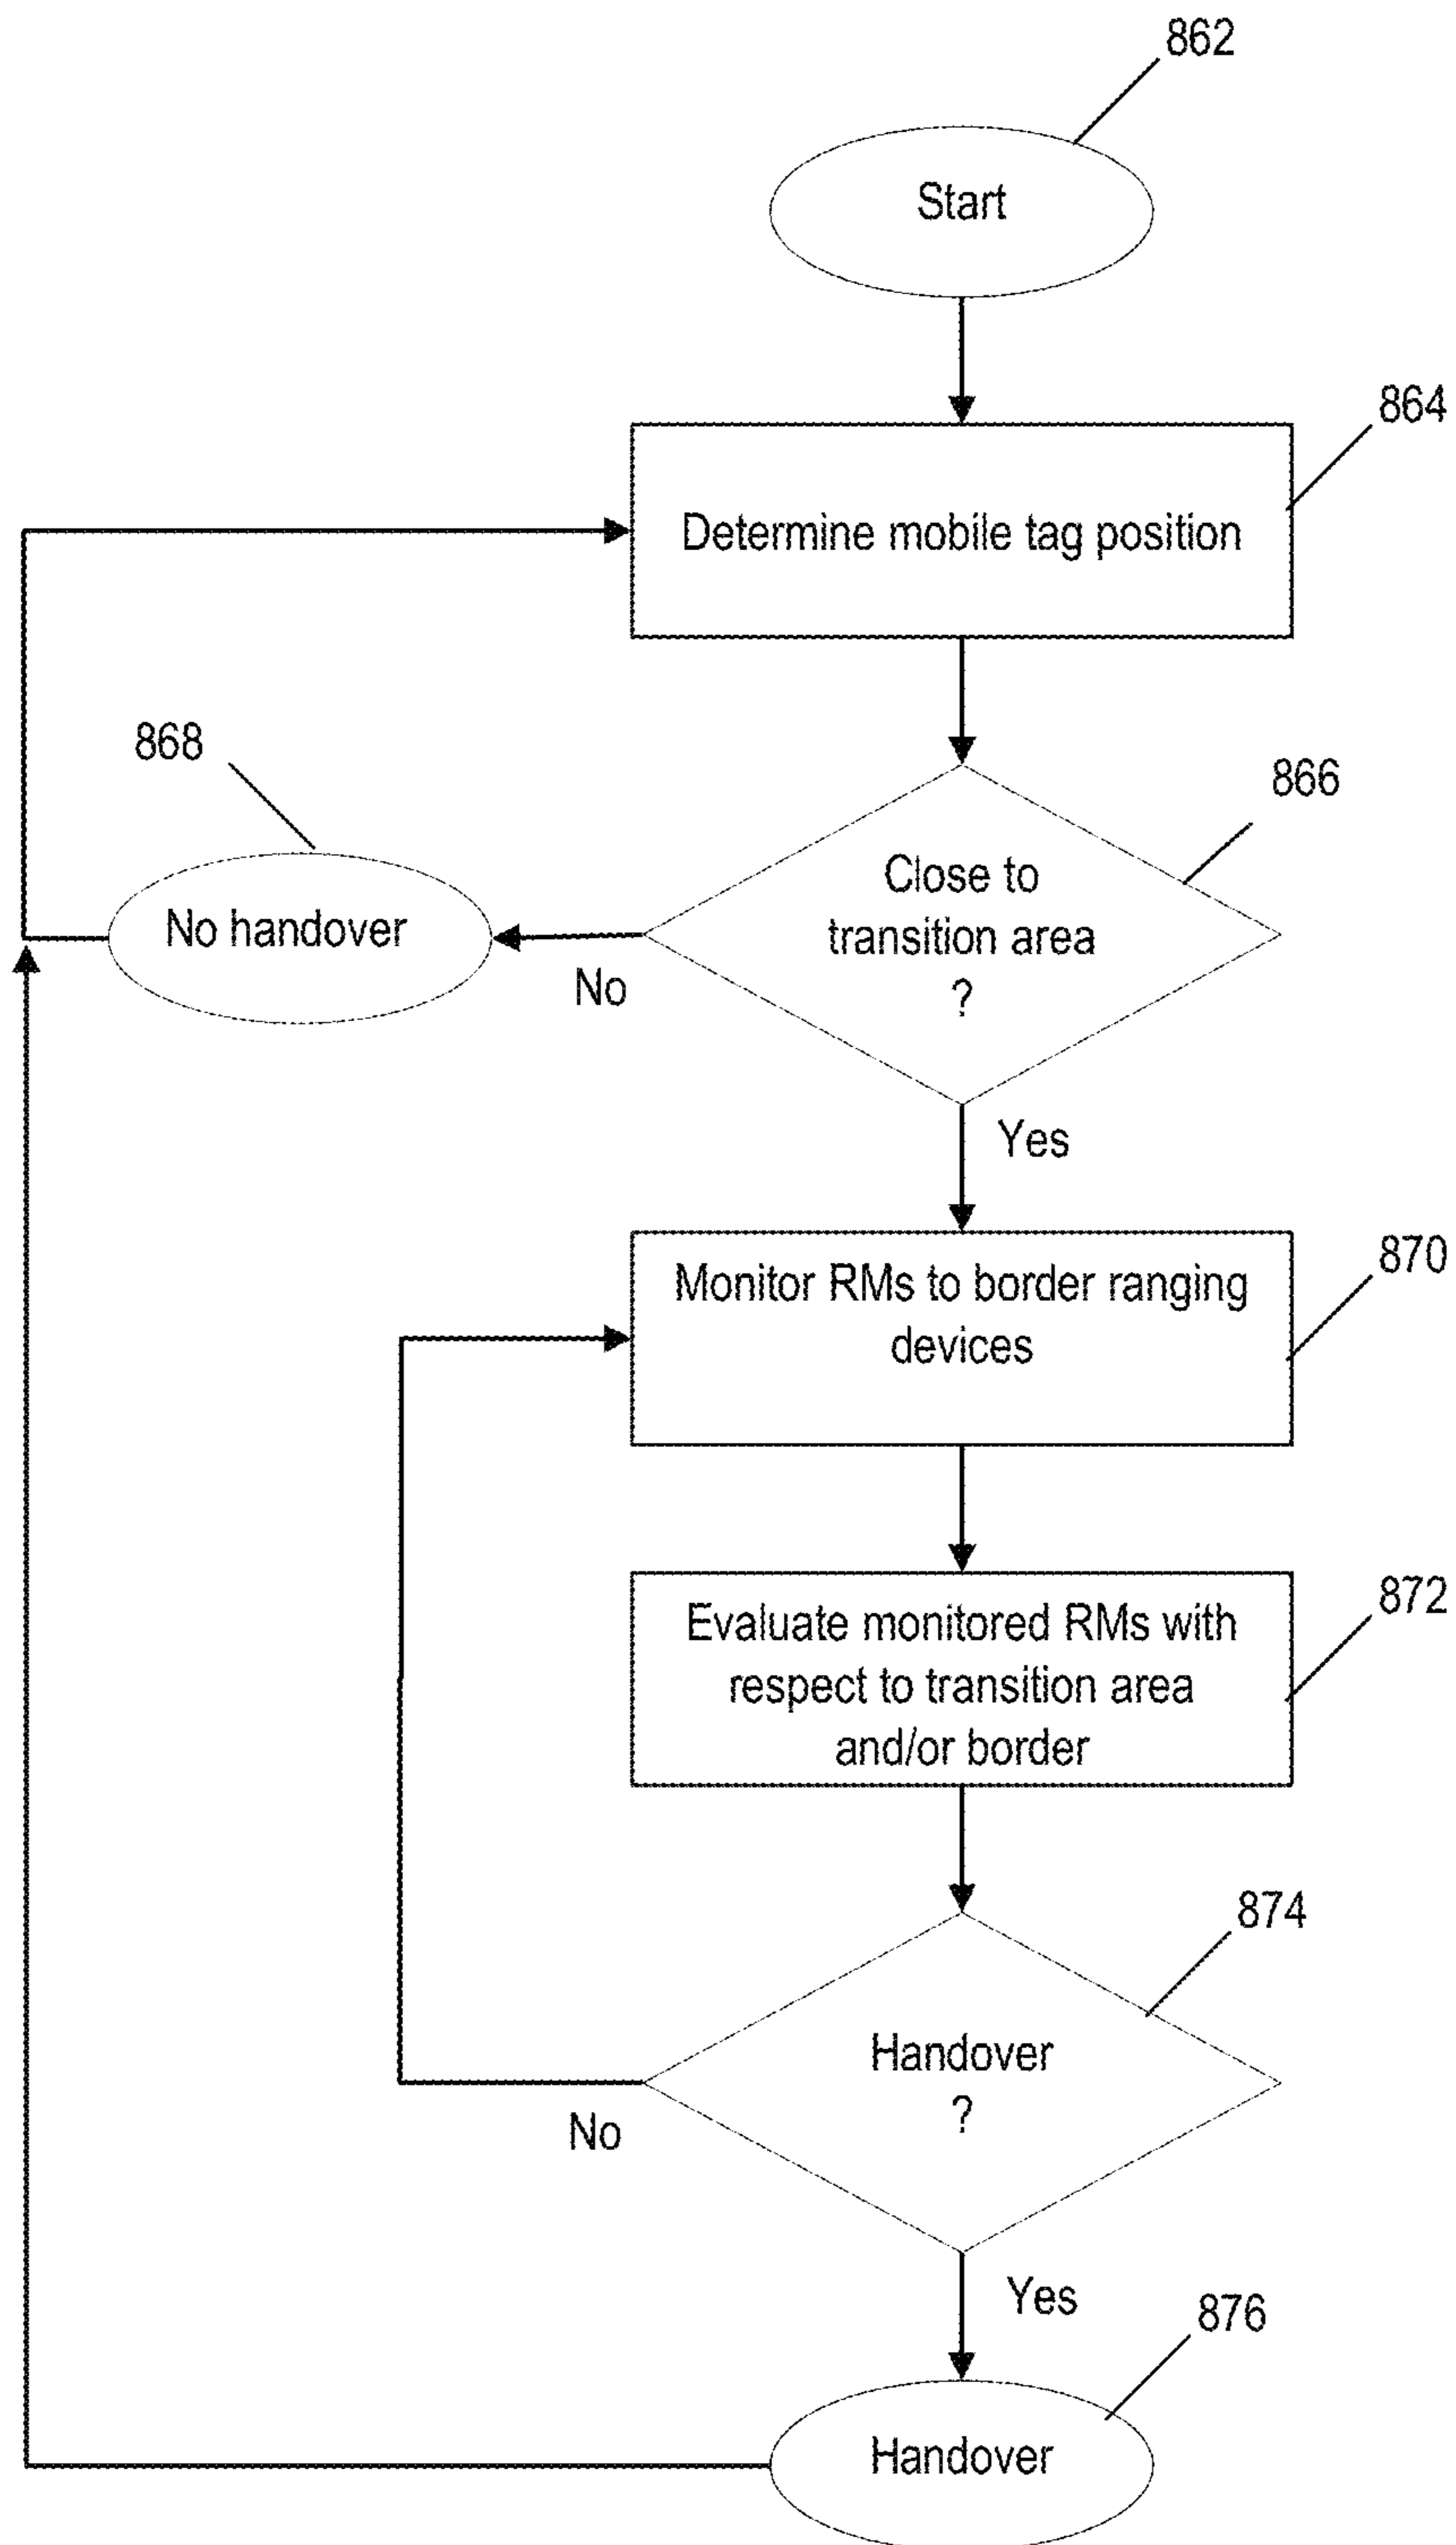 862
Start
864
Determine mobile tag position
868
866
Close to
transition area
?
No handover
No
Yes
870
Monitor RMs to border ranging
devices
872
Evaluate monitored RMs with
respect to transition area
and/or border
874
Handover
?
No
Yes
876
Handover